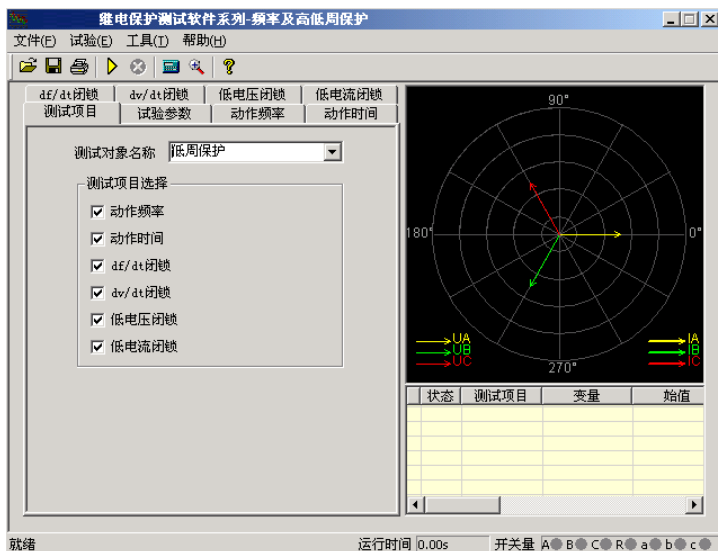 继电保护测试软件系列-频率及高低周保护
文件(F) 试验(E) 工具(T) 帮助(H)
df/dt闭锁 dv/dt闭锁 低电压闭锁 低电流闭锁
测试项目 试验参数 动作频率 动作时间
测试对象名称 低周保护
测试项目选择
动作频率
动作时间
df/dt闭锁
dv/dt闭锁
低电压闭锁
低电流闭锁
90°
180° 0°
270°
UA IA
UB IB
UC IC
状态 测试项目 变量 始值
就绪 运行时间 0.00s 开关量 A B C R a b c